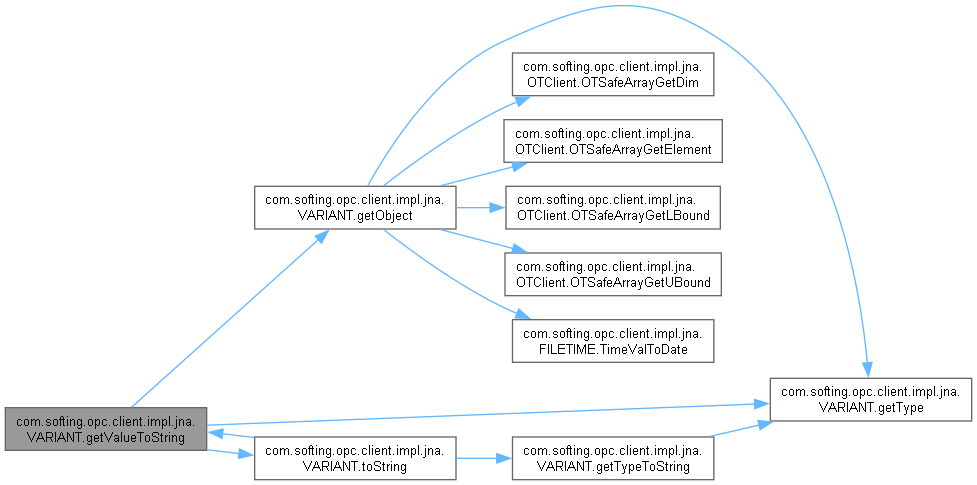 com.softing.opc.client.impl.jna.
OTClient.OTSafeArrayGetDim
com.softing.opc.client.impl.jna.
OTClient.OTSafeArrayGetElement
com.softing.opc.client.impl.jna.
VARIANT.getObject
com.softing.opc.client.impl.jna.
OTClient.OTSafeArrayGetLBound
com.softing.opc.client.impl.jna.
OTClient.OTSafeArrayGetUBound
com.softing.opc.client.impl.jna.
FILETIME.TimeValToDate
com.softing.opc.client.impl.jna.
VARIANT.getType
com.softing.opc.client.impl.jna.
VARIANT.getValueToString
com.softing.opc.client.impl.jna.
VARIANT.toString
com.softing.opc.client.impl.jna.
VARIANT.getTypeToString